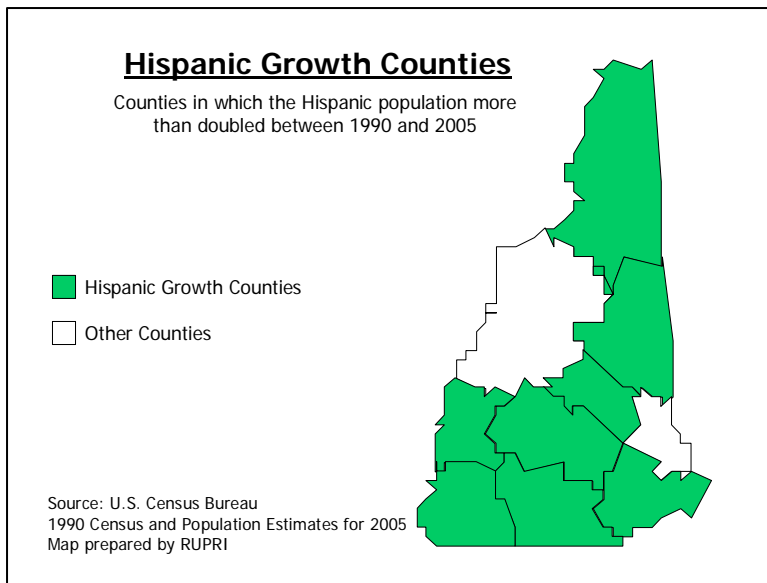 Hispanic Growth Counties
Counties in which the Hispanic population more
than doubled between 1990 and 2005
Hispanic Growth Counties
Other Counties
Source: U.S. Census Bureau
1990 Census and Population Estimates for 2005
Map prepared by RUPRI